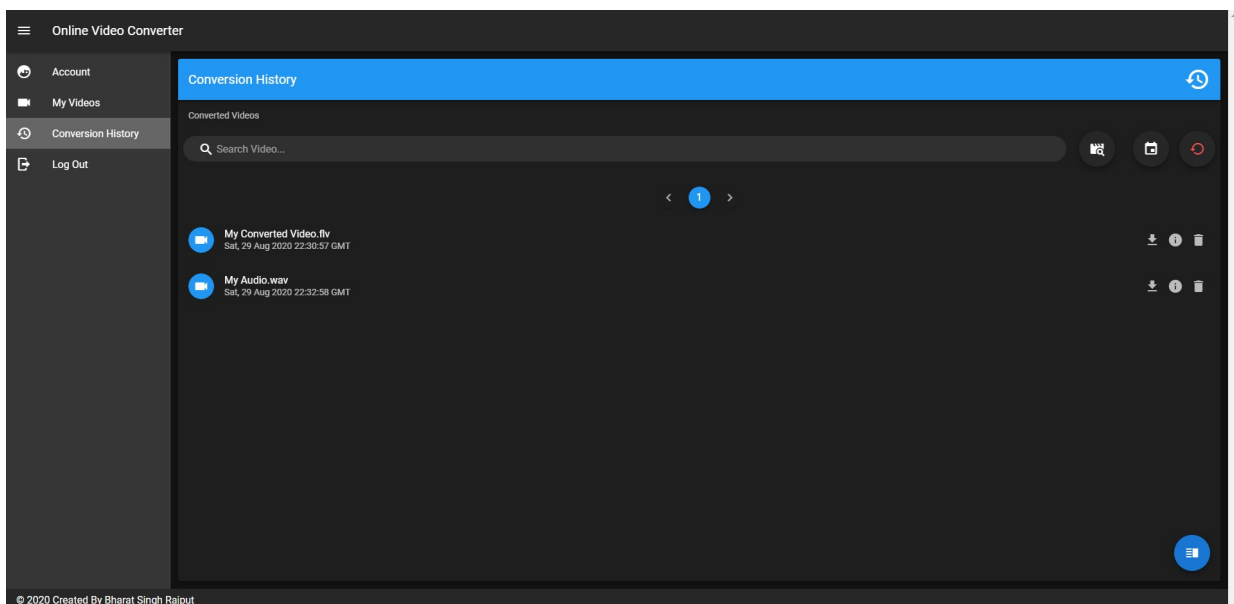 Online Video Converter
Account
My Videos
Conversion History
Log Out
Conversion History
Converted Videos
Search Video...
1
My Converted Video.flv
Sat, 29 Aug 2020 22:30:57 GMT
My Audio.wav
Sat, 29 Aug 2020 22:32:58 GMT
© 2020 Created By Bharat Singh Rajput